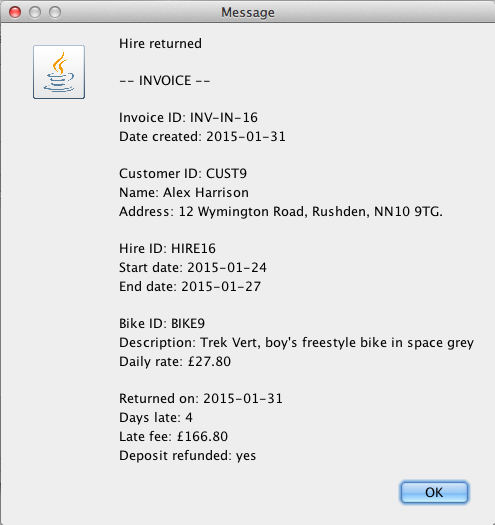 Message
Hire returned
-- INVOICE --
Invoice ID: INV-IN-16
Date created: 2015-01-31
Customer ID: CUST9
Name: Alex Harrison
Address: 12 Wymington Road, Rushden, NN10 9TG.
Hire ID: HIRE16
Start date: 2015-01-24
End date: 2015-01-27
Bike ID: BIKE9
Description: Trek Vert, boy's freestyle bike in space grey
Daily rate: £27.80
Returned on: 2015-01-31
Days late: 4
Late fee: £166.80
Deposit refunded: yes
OK